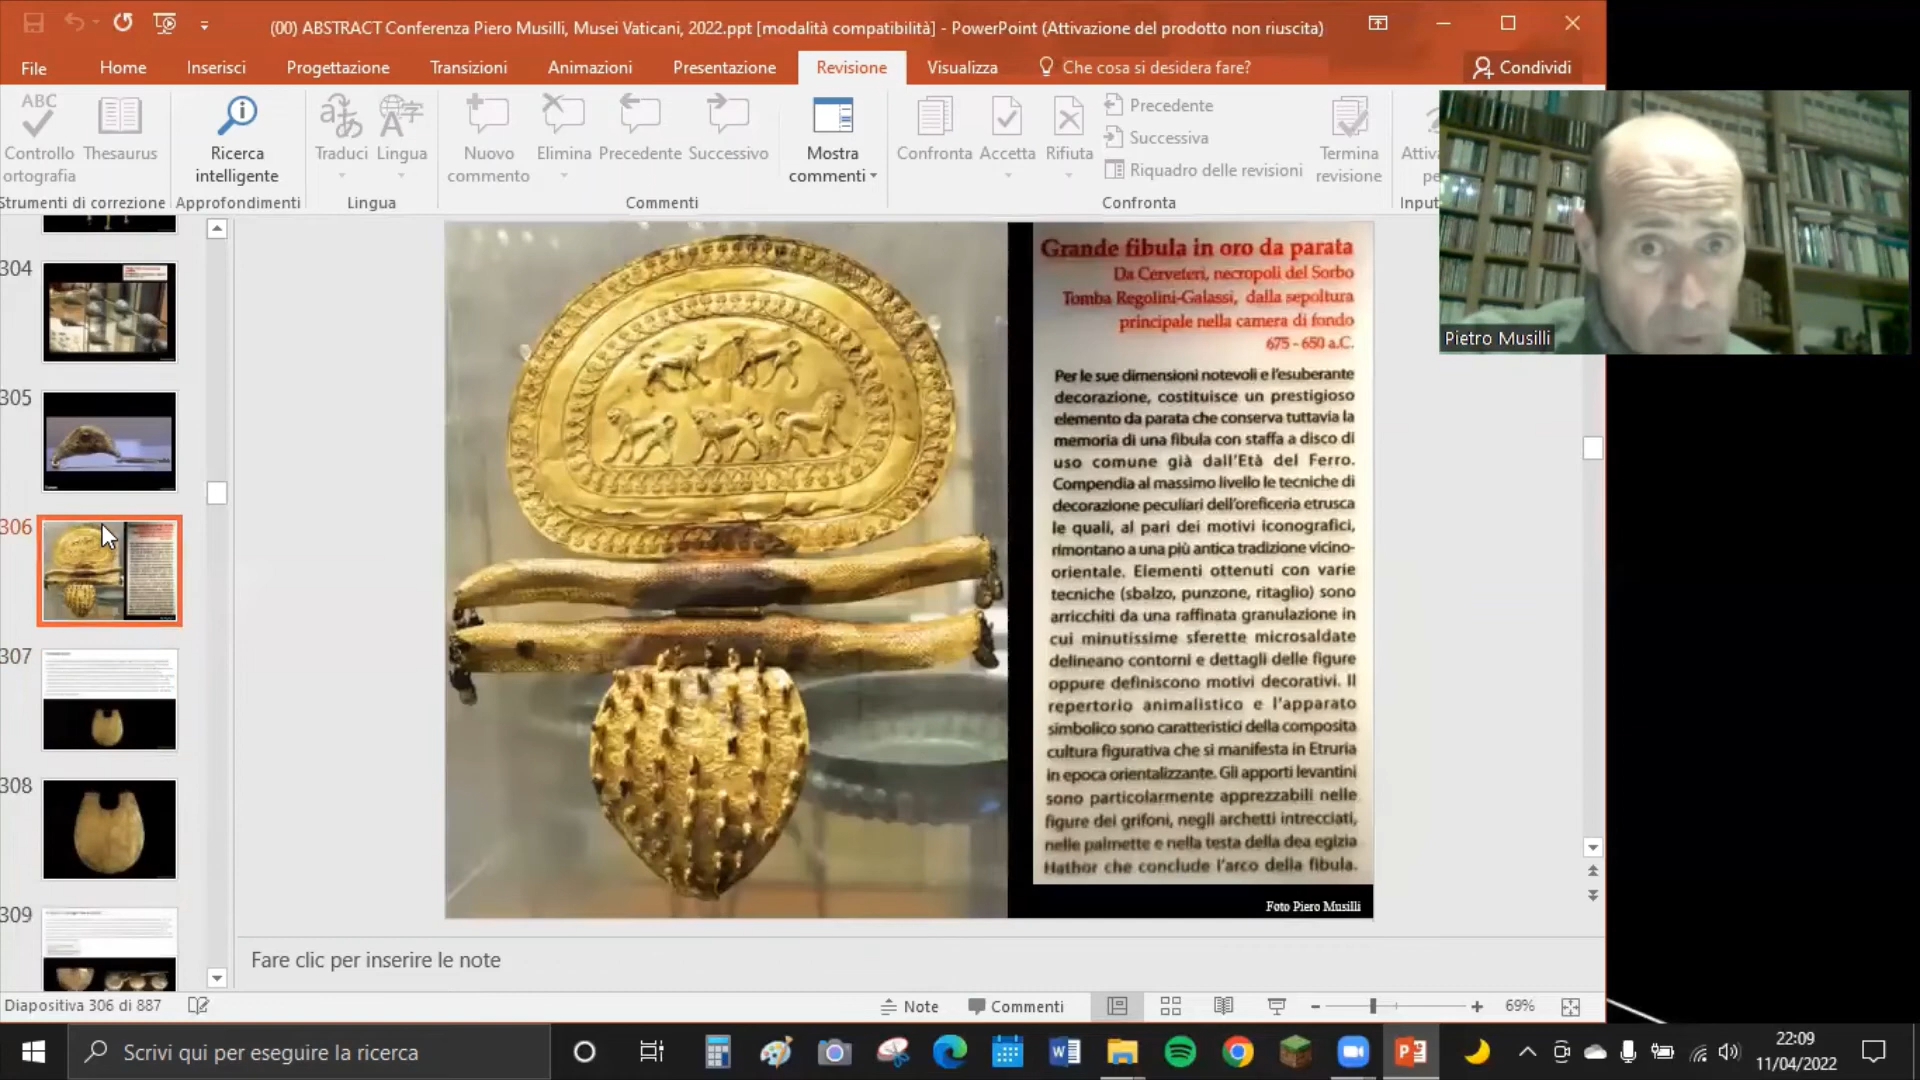 (00) ABSTRACT Conferenza Piero Musilli, Musei Vaticani, 2022.ppt [modalità compatibilità] - PowerPoint (Attivazione del prodotto non riuscita)
File Home Inserisci Progettazione Transizioni Animazioni Presentazione Revisione Visualizza Che cosa si desidera fare? Condividi
ABC
Controllo ortografia
Thesaurus
Ricerca intelligente
Traduci
Lingua
Nuovo commento
Elimina
Precedente
Successivo
Mostra commenti
Confronta
Accetta
Rifiuta
Precedente
Successiva
Riquadro delle revisioni
Termina revisione
Strumenti di correzione
Approfondimenti
Lingua
Commenti
Confronta
304
305
306
307
308
309
Grande fibula in oro da parata
Da Cerveteri, necropoli del Sorbo
Tomba Regolini-Galassi, dalla sepoltura
principale nella camera di fondo
675 - 650 a.C.
Per le sue dimensioni notevoli e l'esuberante
decorazione, costituisce un prestigioso
elemento da parata che conserva tuttavia la
memoria di una fibula con staffa a disco di
uso comune già dall'Età del Ferro.
Compendia al massimo livello le tecniche di
decorazione peculiari dell'oreficeria etrusca
le quali, al pari dei motivi iconografici,
rimontano a una più antica tradizione vicino-
orientale. Elementi ottenuti con varie
tecniche (sbalzo, punzone, ritaglio) sono
arricchiti da una raffinata granulazione in
cui minutissime sferette microsaldate
delineano contorni e dettagli delle figure
oppure definiscono motivi decorativi. Il
repertorio animalistico e l'apparato
simbolico sono caratteristici della composita
cultura figurativa che si manifesta in Etruria
in epoca orientalizzante. Gli apporti levantini
sono particolarmente apprezzabili nelle
figure dei grifoni, negli archetti intrecciati,
nelle palmette e nella testa della dea egizia
Hathor che conclude l'arco della fibula.
Foto Piero Musilli
Pietro Musilli
Fare clic per inserire le note
Diapositiva 306 di 887
Note
Commenti
69%
Scrivi qui per eseguire la ricerca
22:09
11/04/2022